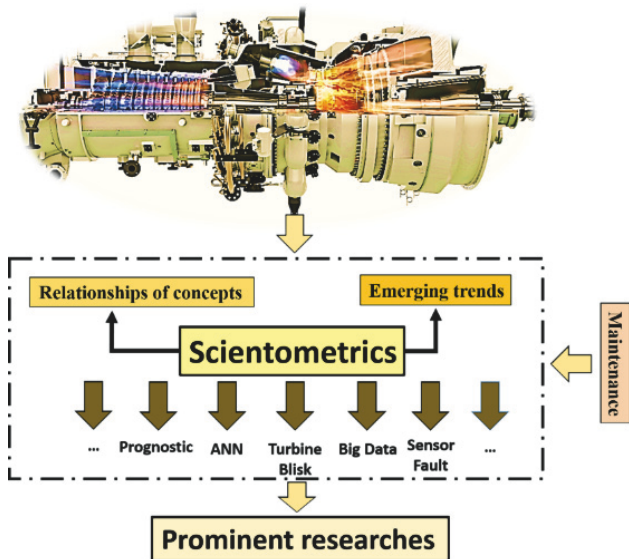 Relationships of concepts
Emerging trends
Scientometrics
Maintenance
...
Prognostic
ANN
Turbine
Blisk
Big Data
Sensor
Fault
...
Prominent researches